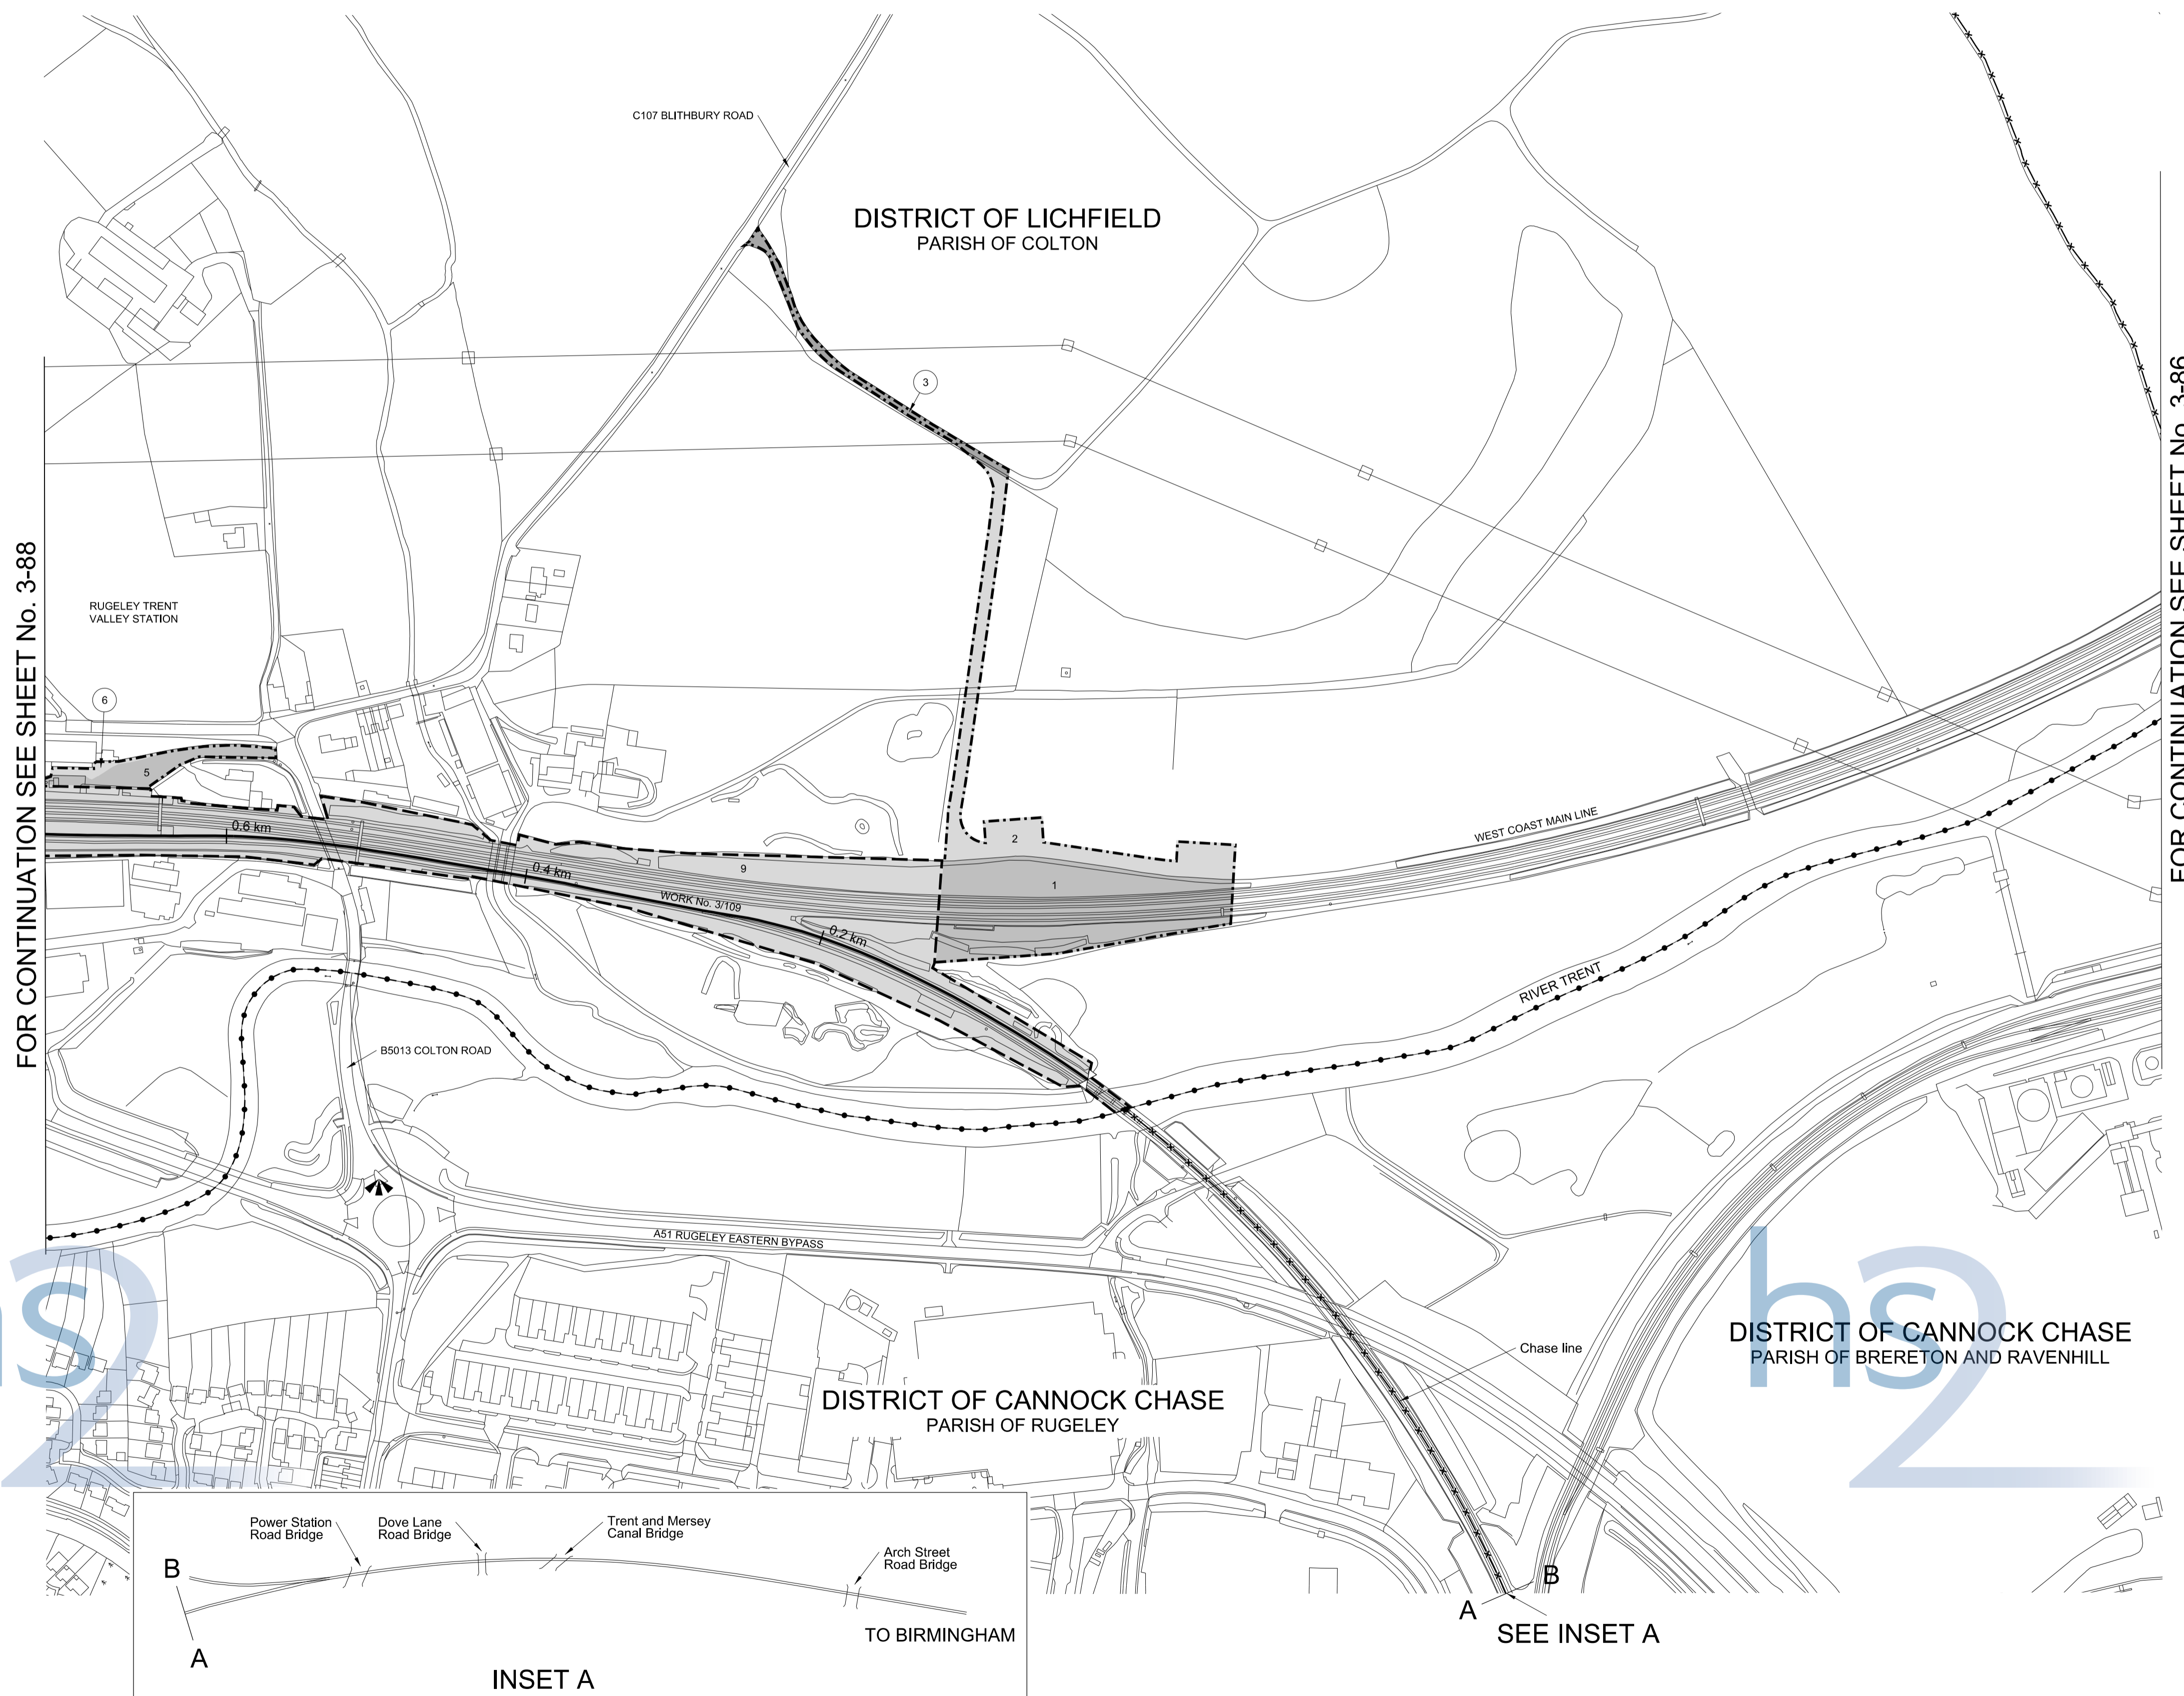 C107 BLITHBURY ROAD
DISTRICT OF LICHFIELD
PARISH OF COLTON
3
FOR CONTINUATION SEE SHEET No. 3-88
FOR CONTINUATION SEE SHEET No. 3-86
RUGELEY TRENT
VALLEY STATION
6
5
0.6 km
0.4 km
9
WORK No. 3/109
0.2 km
2
1
WEST COAST MAIN LINE
RIVER TRENT
B5013 COLTON ROAD
A51 RUGELEY EASTERN BYPASS
hs2
hs2
Chase line
DISTRICT OF CANNOCK CHASE
PARISH OF BRERETON AND RAVENHILL
DISTRICT OF CANNOCK CHASE
PARISH OF RUGELEY
A
B
SEE INSET A
Power Station
Road Bridge
Dove Lane
Road Bridge
Trent and Mersey
Canal Bridge
Arch Street
Road Bridge
B
A
TO BIRMINGHAM
INSET A